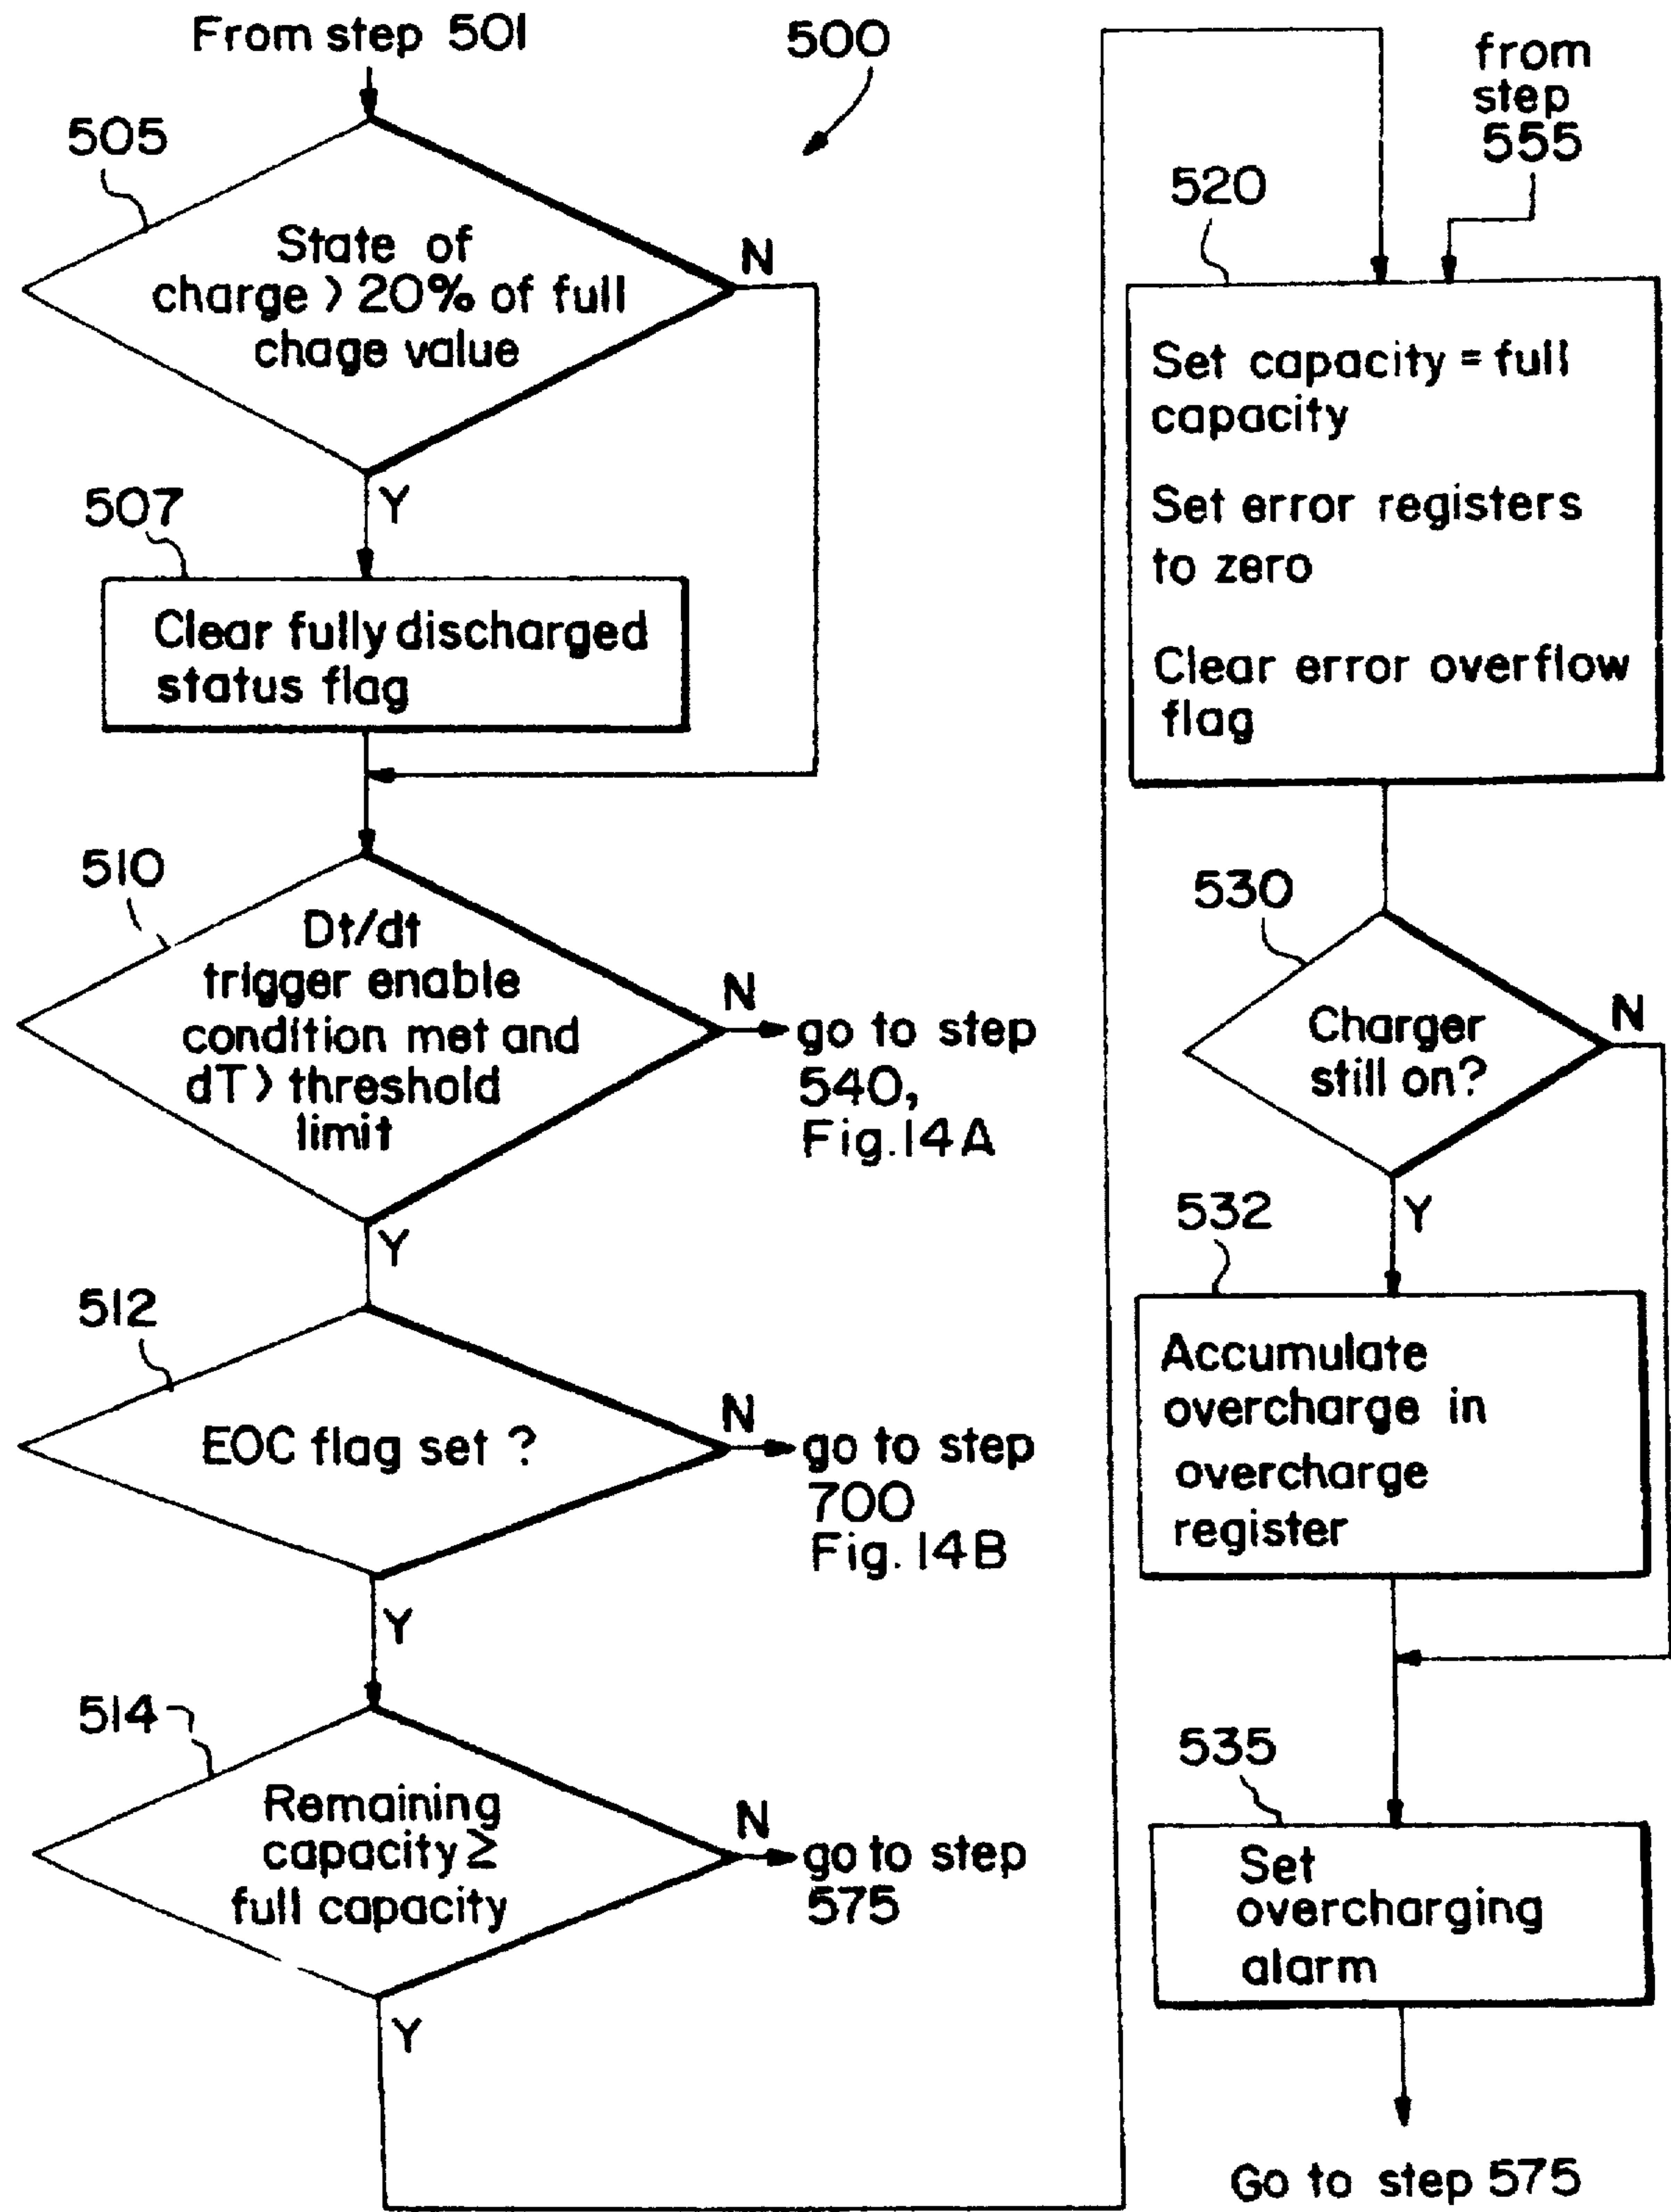 From step 501
500
505
State of
charge > 20% of full
chage value
N
Y
507
Clear fully discharged
status flag
510
Dt/dt
trigger enable
condition met and
dT > threshold
limit
N
go to step
540,
Fig.14A
Y
512
EOC flag set ?
N
go to step
700
Fig. 14B
Y
514
Remaining
capacity ≥
full capacity
N
go to step
575
Y
from
step
555
520
Set capacity = full
capacity
Set error registers
to zero
Clear error overflow
flag
530
Charger
still on?
N
Y
532
Accumulate
overcharge in
overcharge
register
535
Set
overcharging
alarm
Go to step 575